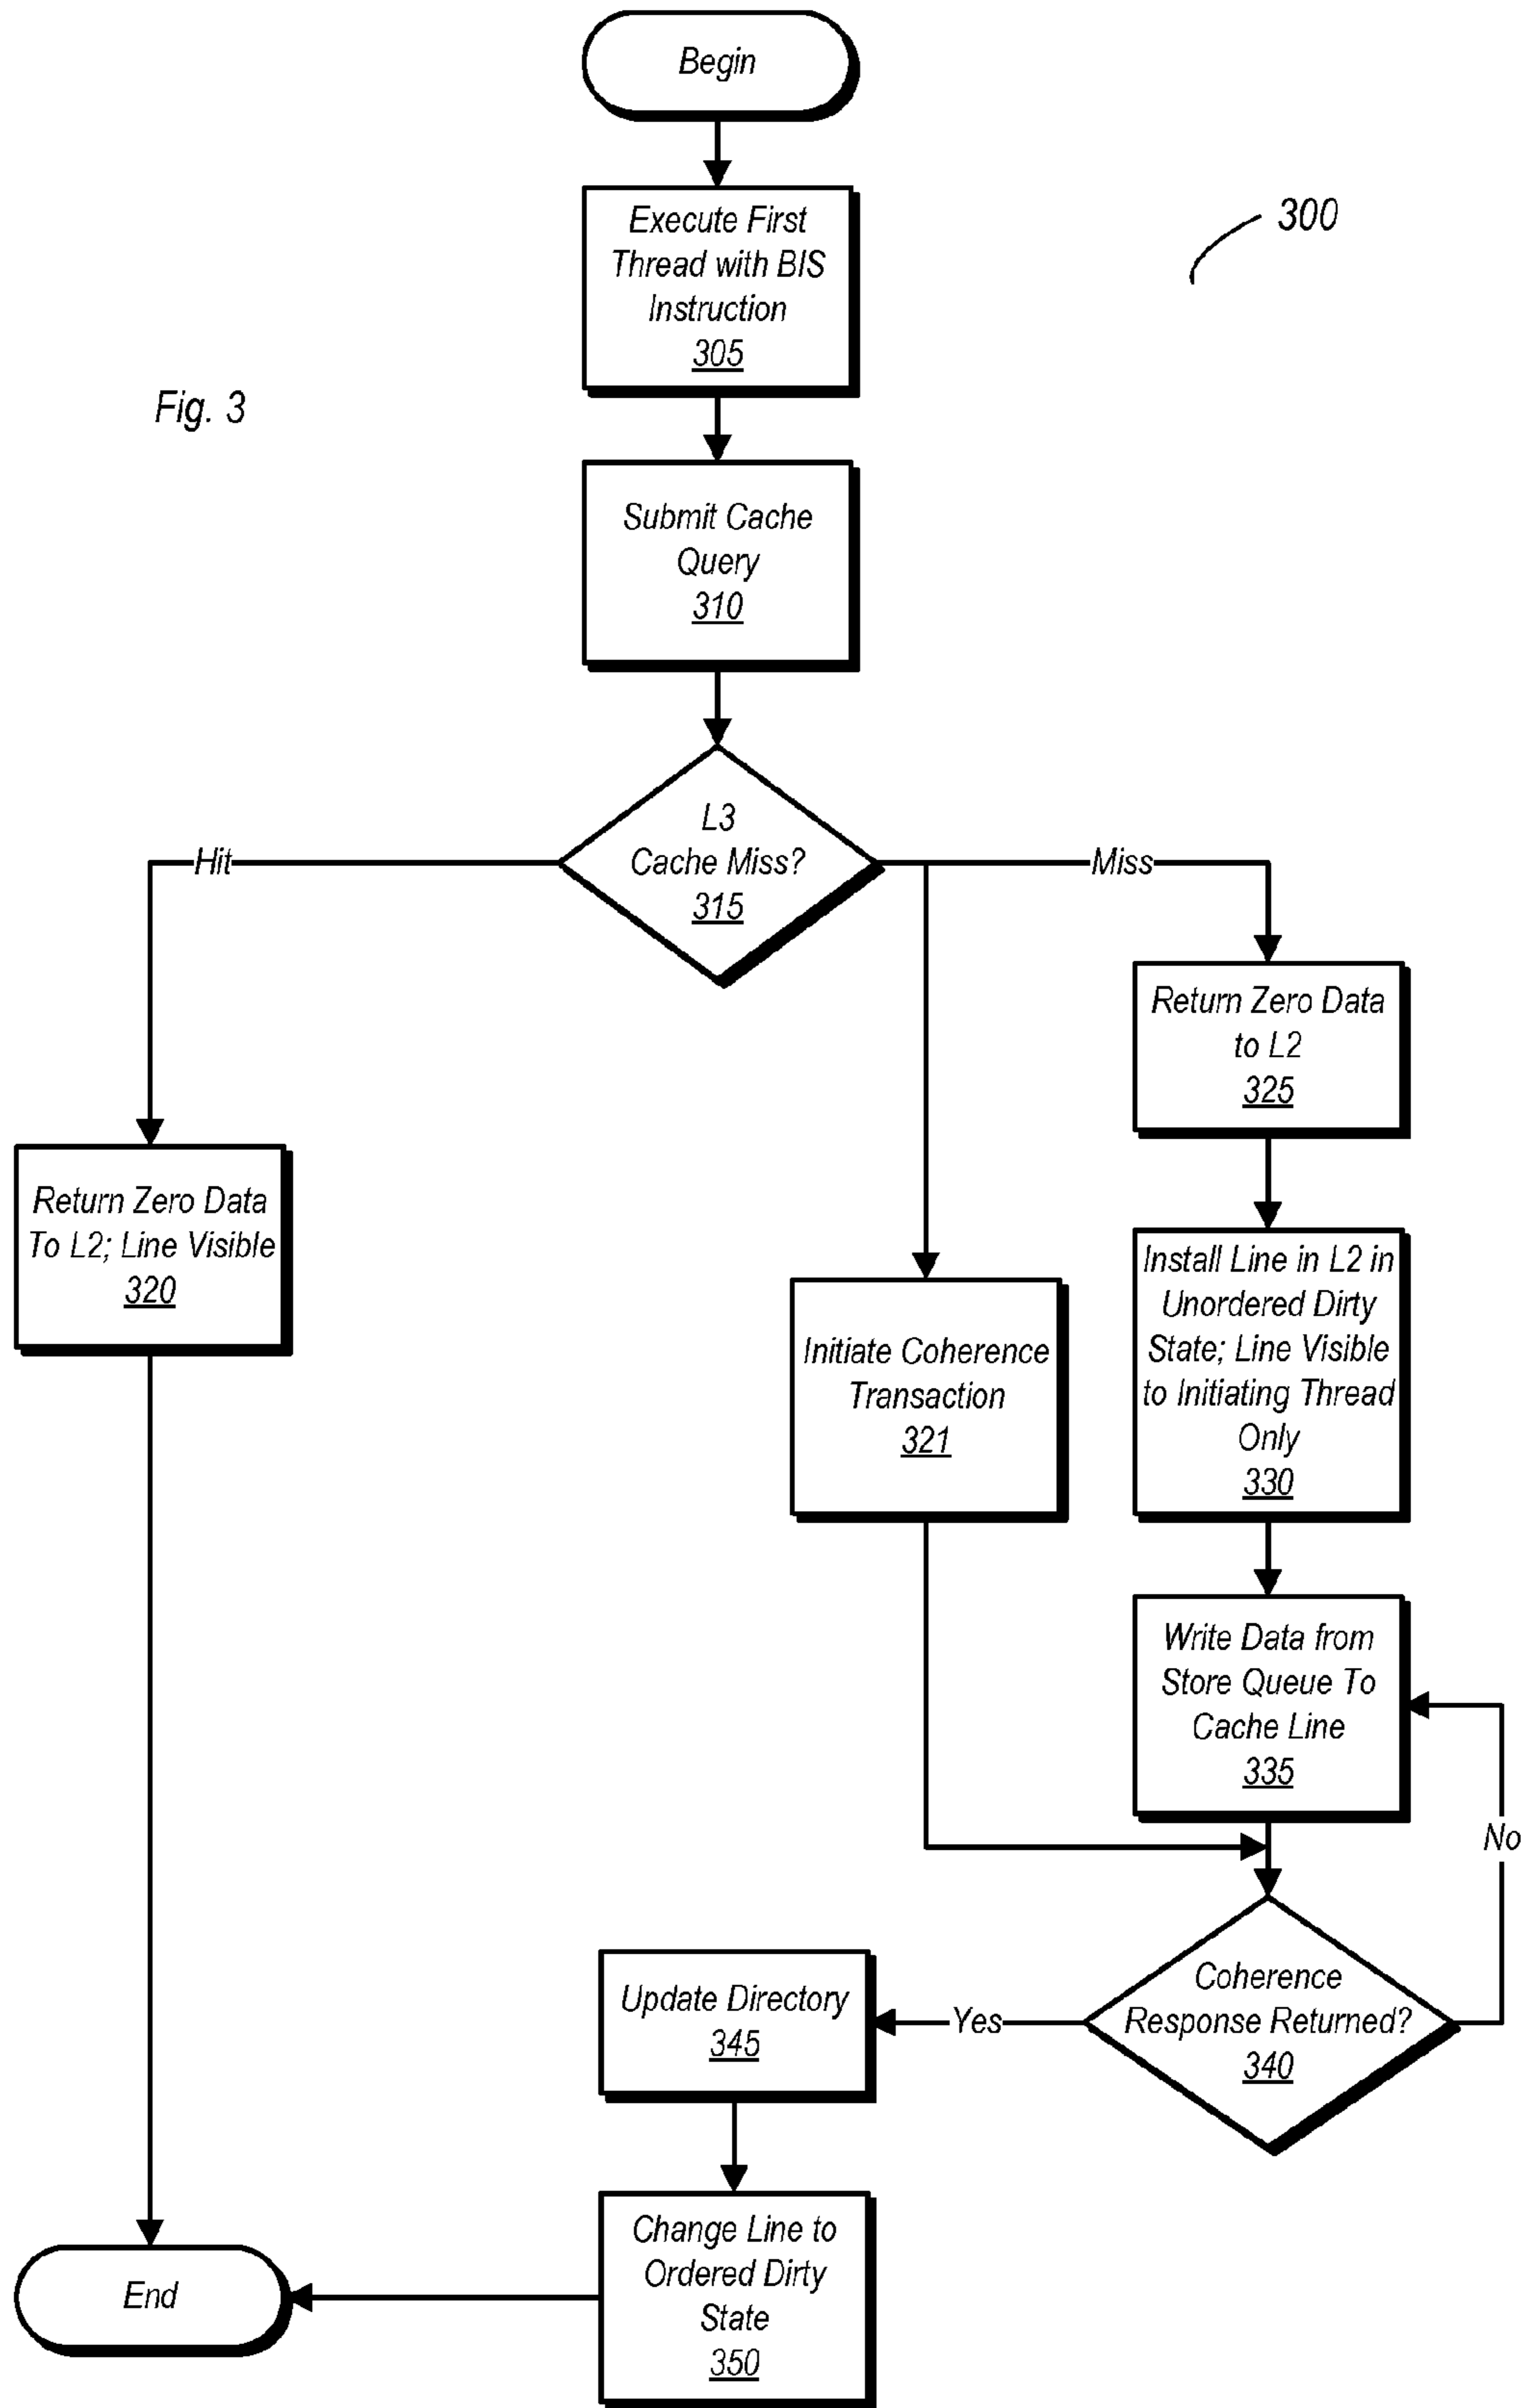 Begin
Execute First
Thread with BIS
Instruction
305
300
Fig. 3
Submit Cache
Query
310
L3
Cache Miss?
315
Hit
Miss
Return Zero Data
to L2
325
Return Zero Data
To L2; Line Visible
320
Initiate Coherence
Transaction
321
Install Line in L2 in
Unordered Dirty
State; Line Visible
to Initiating Thread
Only
330
Write Data from
Store Queue To
Cache Line
335
No
Coherence
Response Returned?
340
Yes
Update Directory
345
Change Line to
Ordered Dirty
State
350
End